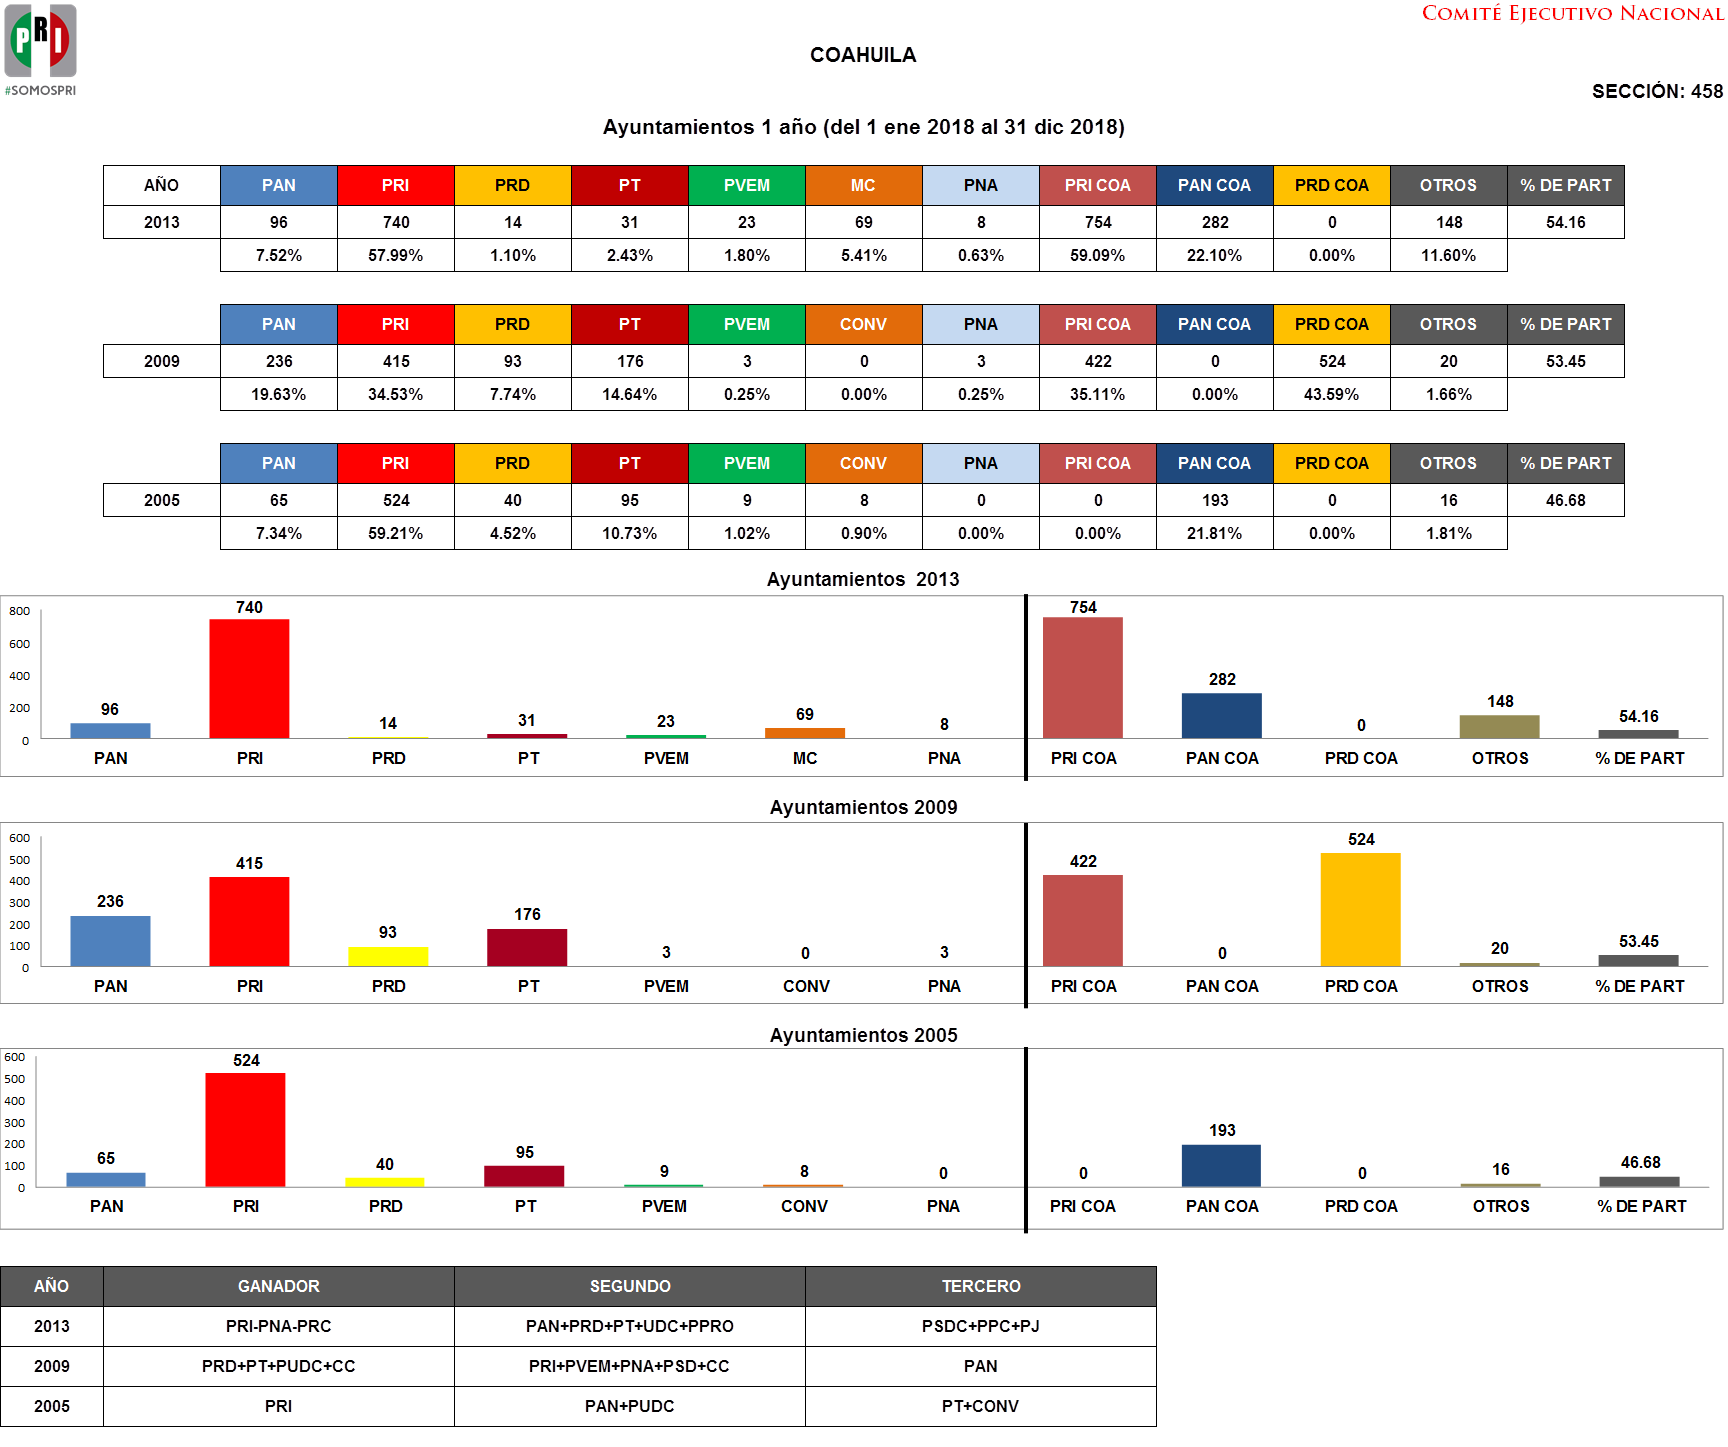 PRI
#SOMOSPRI
COMITÉ EJECUTIVO NACIONAL
COAHUILA
SECCIÓN: 458
Ayuntamientos 1 año (del 1 ene 2018 al 31 dic 2018)
AÑO PAN PRI PRD PT PVEM MC PNA PRI COA PAN COA PRD COA OTROS % DE PART
2013 96 740 14 31 23 69 8 754 282 0 148 54.16
7.52% 57.99% 1.10% 2.43% 1.80% 5.41% 0.63% 59.09% 22.10% 0.00% 11.60%
PAN PRI PRD PT PVEM CONV PNA PRI COA PAN COA PRD COA OTROS % DE PART
2009 236 415 93 176 3 0 3 422 0 524 20 53.45
19.63% 34.53% 7.74% 14.64% 0.25% 0.00% 0.25% 35.11% 0.00% 43.59% 1.66%
PAN PRI PRD PT PVEM CONV PNA PRI COA PAN COA PRD COA OTROS % DE PART
2005 65 524 40 95 9 8 0 0 193 0 16 46.68
7.34% 59.21% 4.52% 10.73% 1.02% 0.90% 0.00% 0.00% 21.81% 0.00% 1.81%
Ayuntamientos 2013
800
600
400
200
0
96 740 14 31 23 69 8 754 282 0 148 54.16
PAN PRI PRD PT PVEM MC PNA PRI COA PAN COA PRD COA OTROS % DE PART
Ayuntamientos 2009
600
500
400
300
200
100
0
236 415 93 176 3 0 3 422 0 524 20 53.45
PAN PRI PRD PT PVEM CONV PNA PRI COA PAN COA PRD COA OTROS % DE PART
Ayuntamientos 2005
600
500
400
300
200
100
0
65 524 40 95 9 8 0 0 193 0 16 46.68
PAN PRI PRD PT PVEM CONV PNA PRI COA PAN COA PRD COA OTROS % DE PART
AÑO GANADOR SEGUNDO TERCERO
2013 PRI-PNA-PRC PAN+PRD+PT+UDC+PPRO PSDC+PPC+PJ
2009 PRD+PT+PUDC+CC PRI+PVEM+PNA+PSD+CC PAN
2005 PRI PAN+PUDC PT+CONV